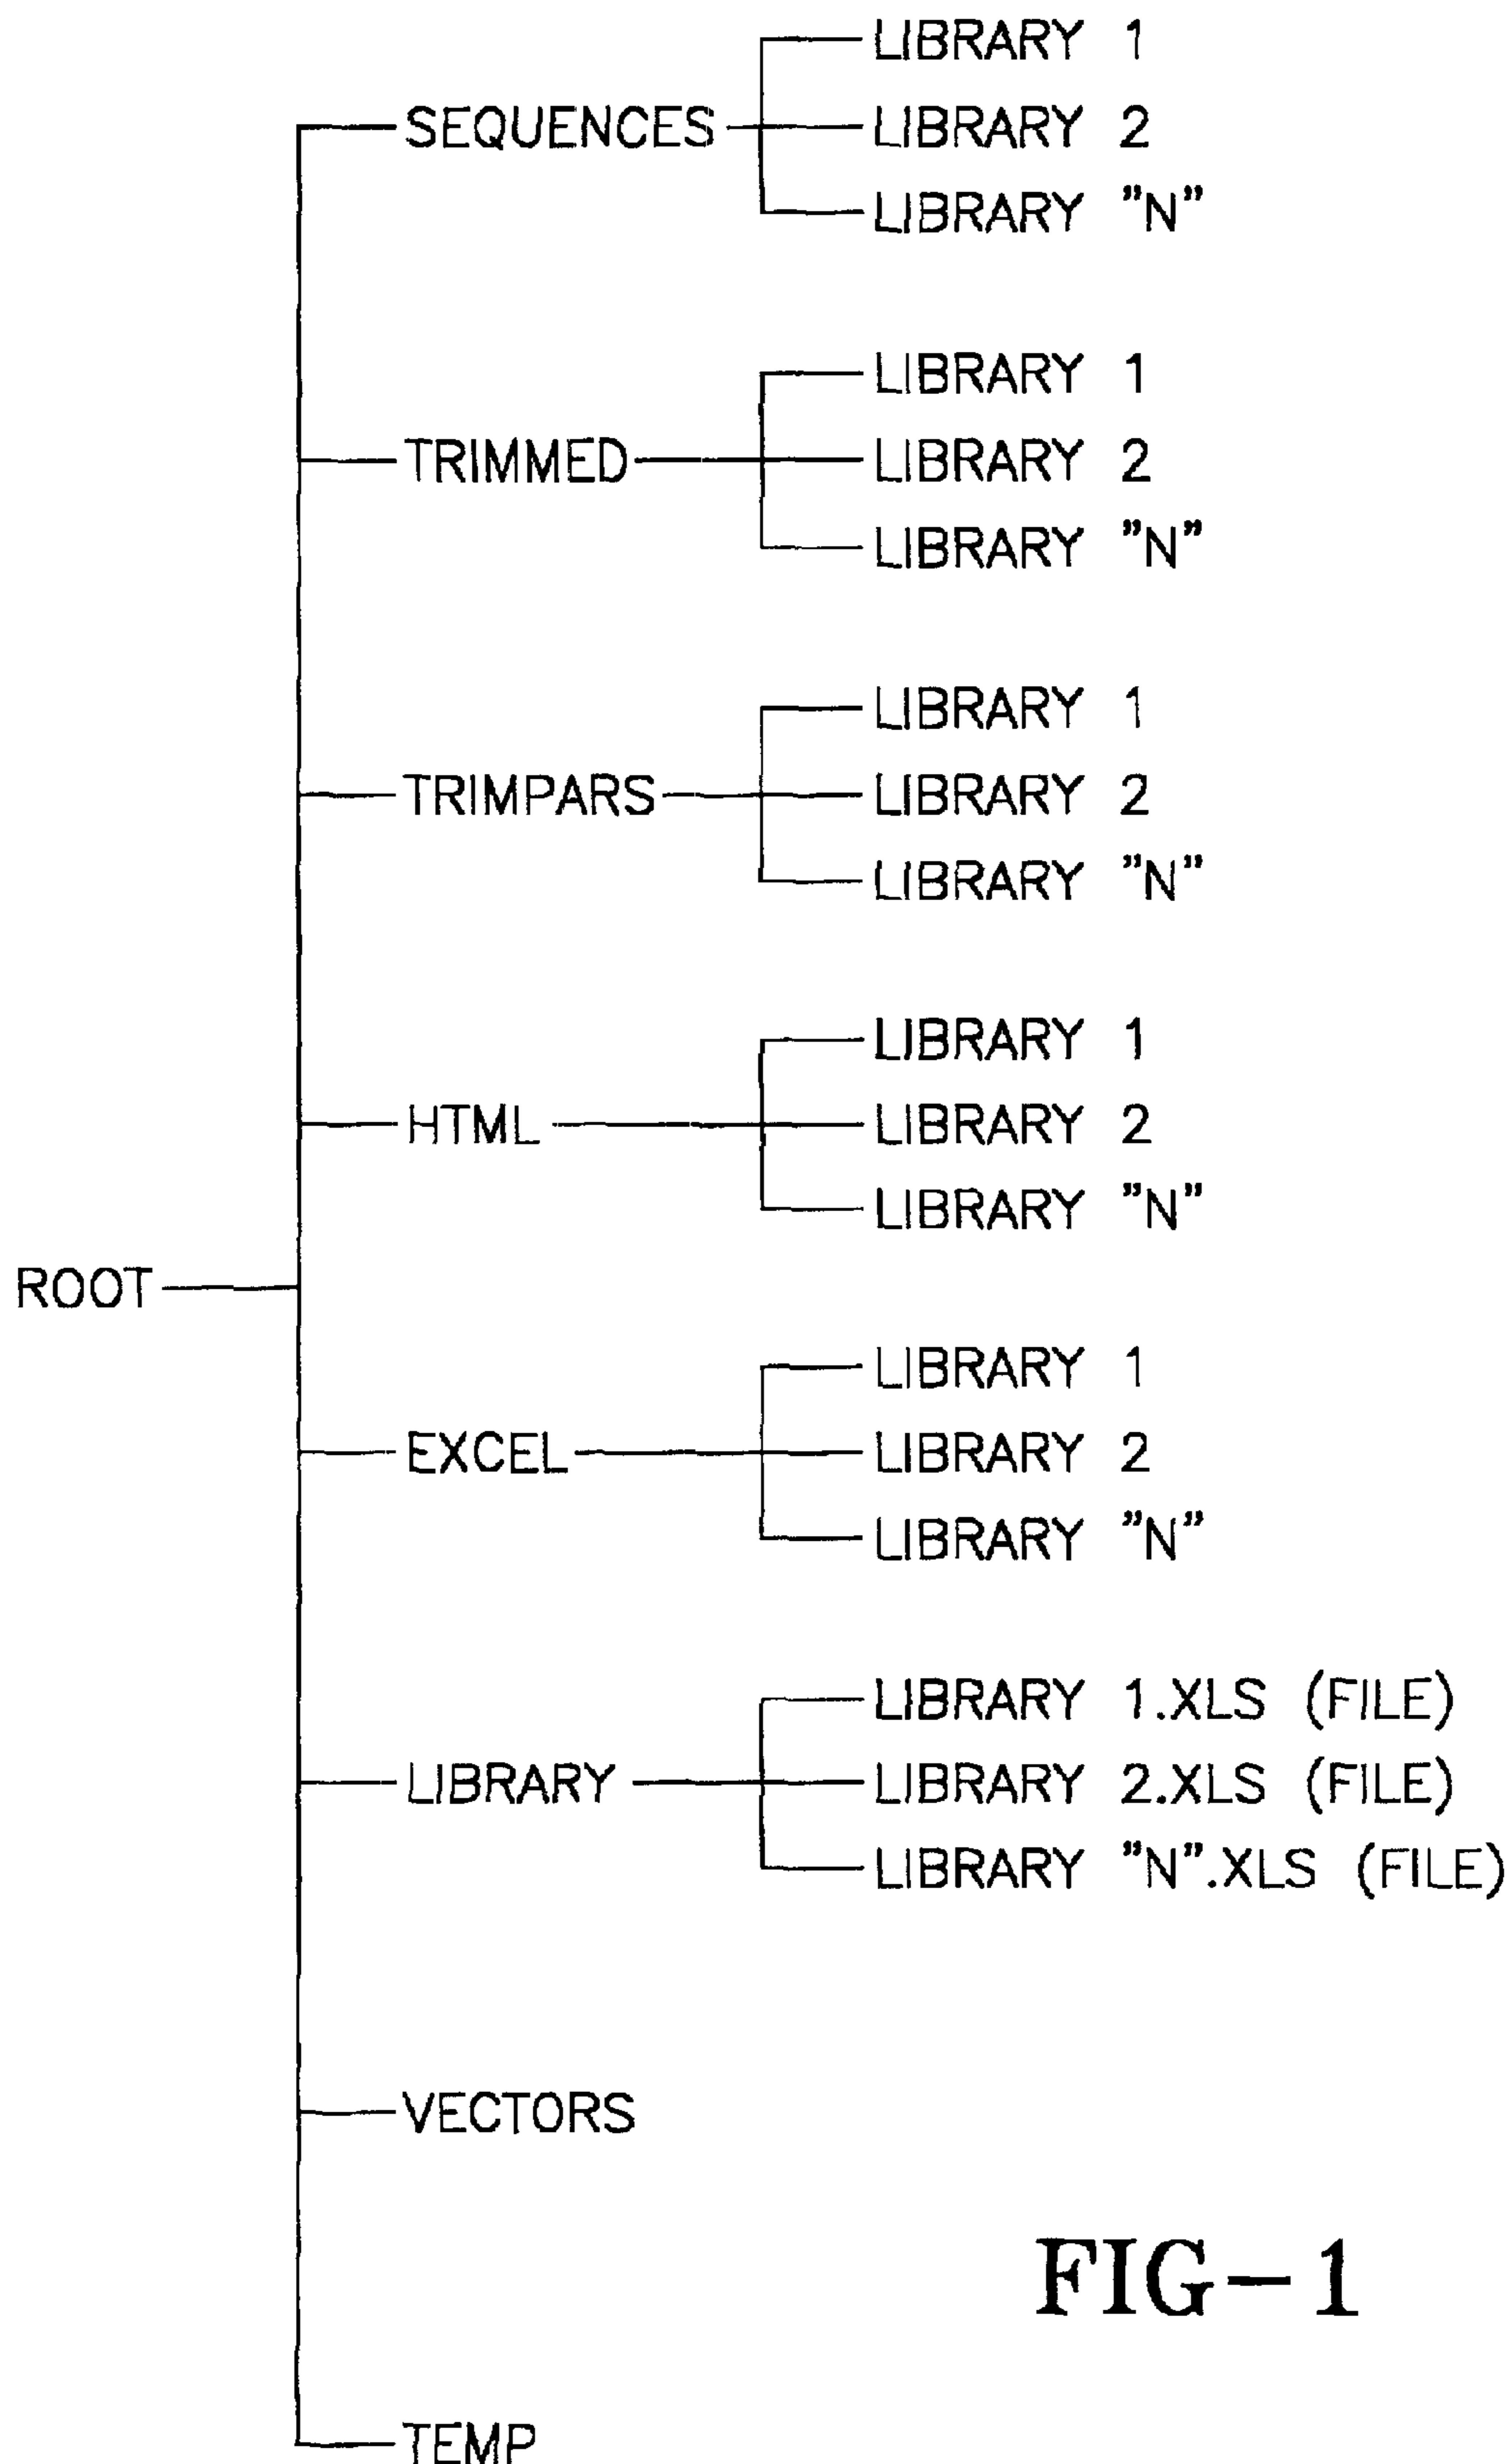 LIBRARY 1
SEQUENCES LIBRARY 2
LIBRARY "N"
LIBRARY 1
TRIMMED LIBRARY 2
LIBRARY "N"
LIBRARY 1
TRIMPARS LIBRARY 2
LIBRARY "N"
LIBRARY 1
HTML LIBRARY 2
LIBRARY "N"
ROOT
LIBRARY 1
EXCEL LIBRARY 2
LIBRARY "N"
LIBRARY 1.XLS (FILE)
LIBRARY LIBRARY 2.XLS (FILE)
LIBRARY "N".XLS (FILE)
VECTORS
FIG-1
TEMP